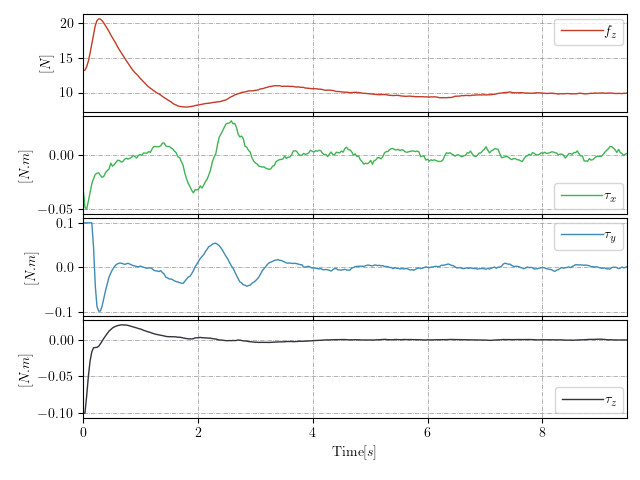 20
15
10
[N]
f_z
0.00
−0.05
[N.m]
τ_x
0.1
0.0
−0.1
[N.m]
τ_y
0.00
−0.05
−0.10
[N.m]
τ_z
0 2 4 6 8
Time[s]